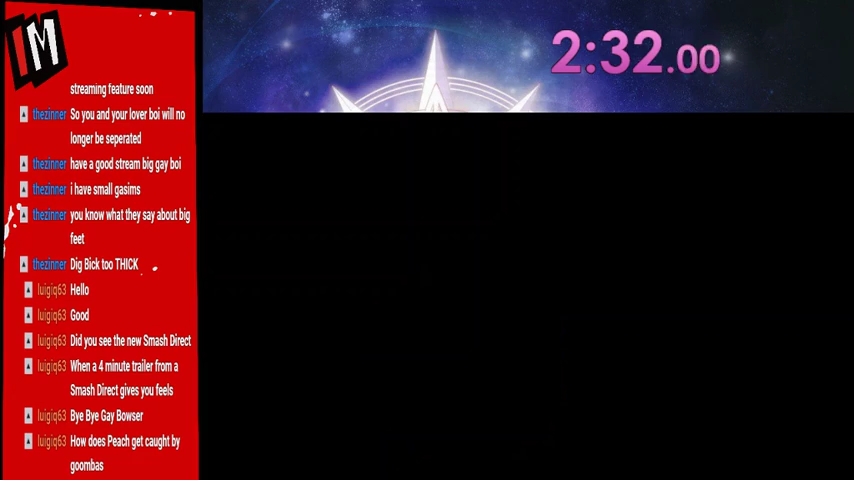 IM
2:32.00
streaming feature soon
thezinner So you and your lover boi will no
longer be seperated
thezinner have a good stream big gay boi
thezinner i have small gasims
thezinner you know what they say about big
feet
thezinner Dig Bick too THICK
luigiq63 Hello
luigiq63 Good
luigiq63 Did you see the new Smash Direct
luigiq63 When a 4 minute trailer from a
Smash Direct gives you feels
luigiq63 Bye Bye Gay Bowser
luigiq63 How does Peach get caught by
goombas